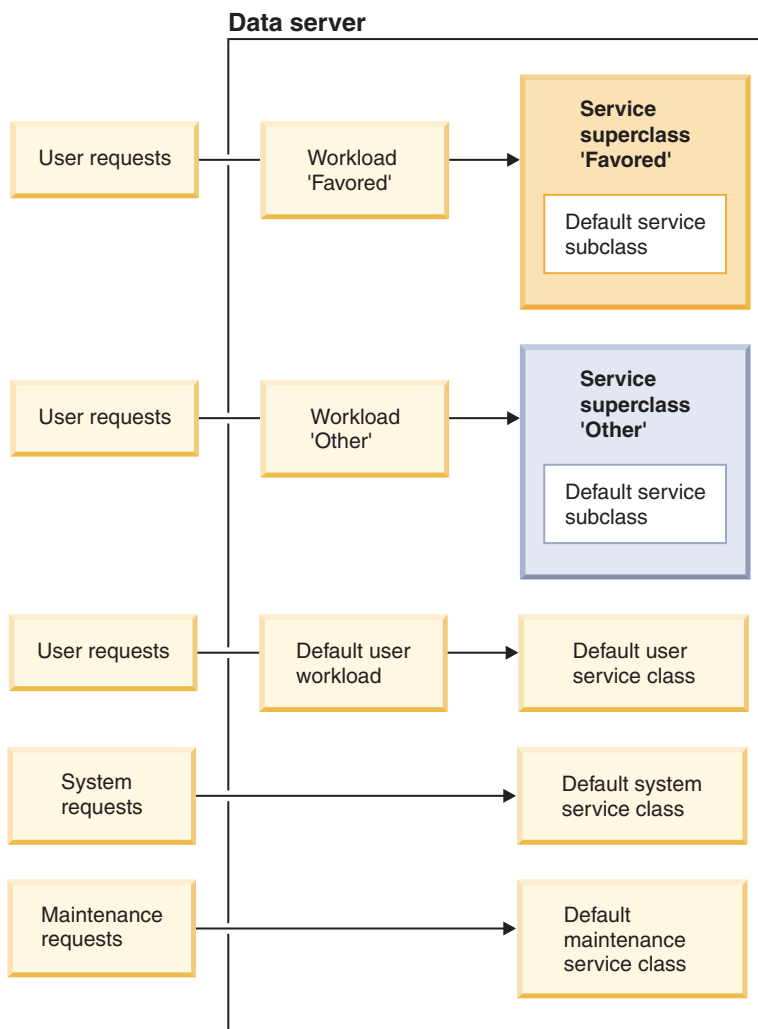 Data server
User requests
Workload
'Favored'
Service
superclass
'Favored'
Default service
subclass
User requests
Workload
'Other'
Service
superclass
'Other'
Default service
subclass
User requests
Default user
workload
Default user
service class
System
requests
Default system
service class
Maintenance
requests
Default
maintenance
service class